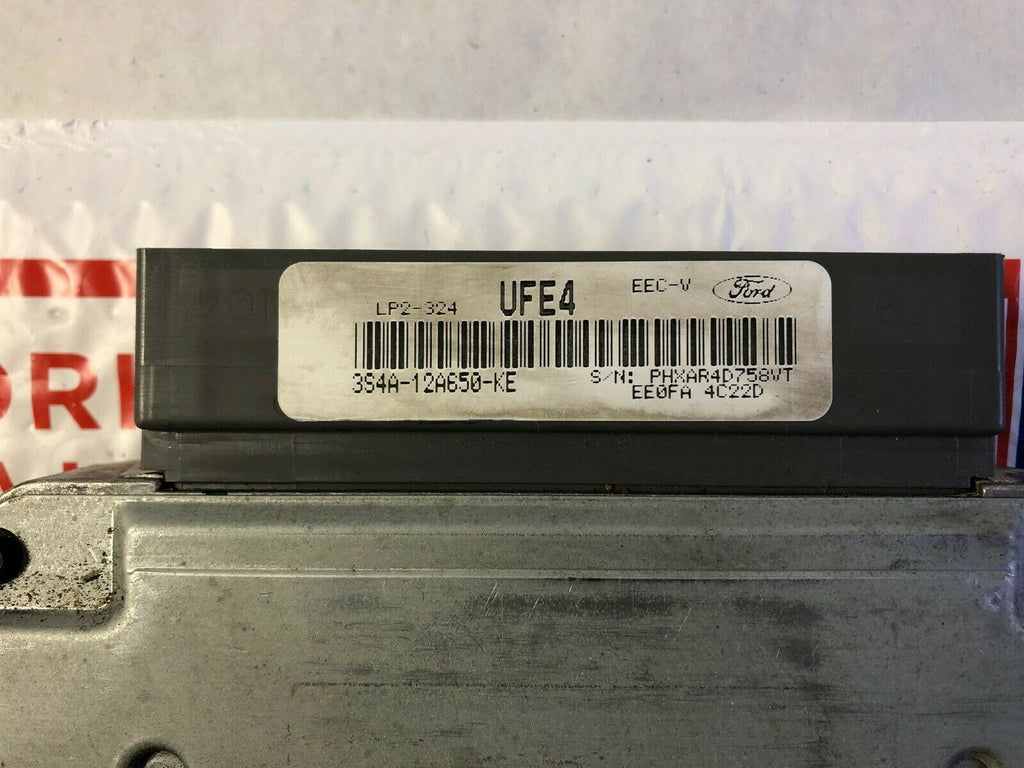 UFE4 EEC-V Ford
LP2-324
3S4A-12A650-KE S/N: PHXAR4D758VT
EE0FA 4C22D